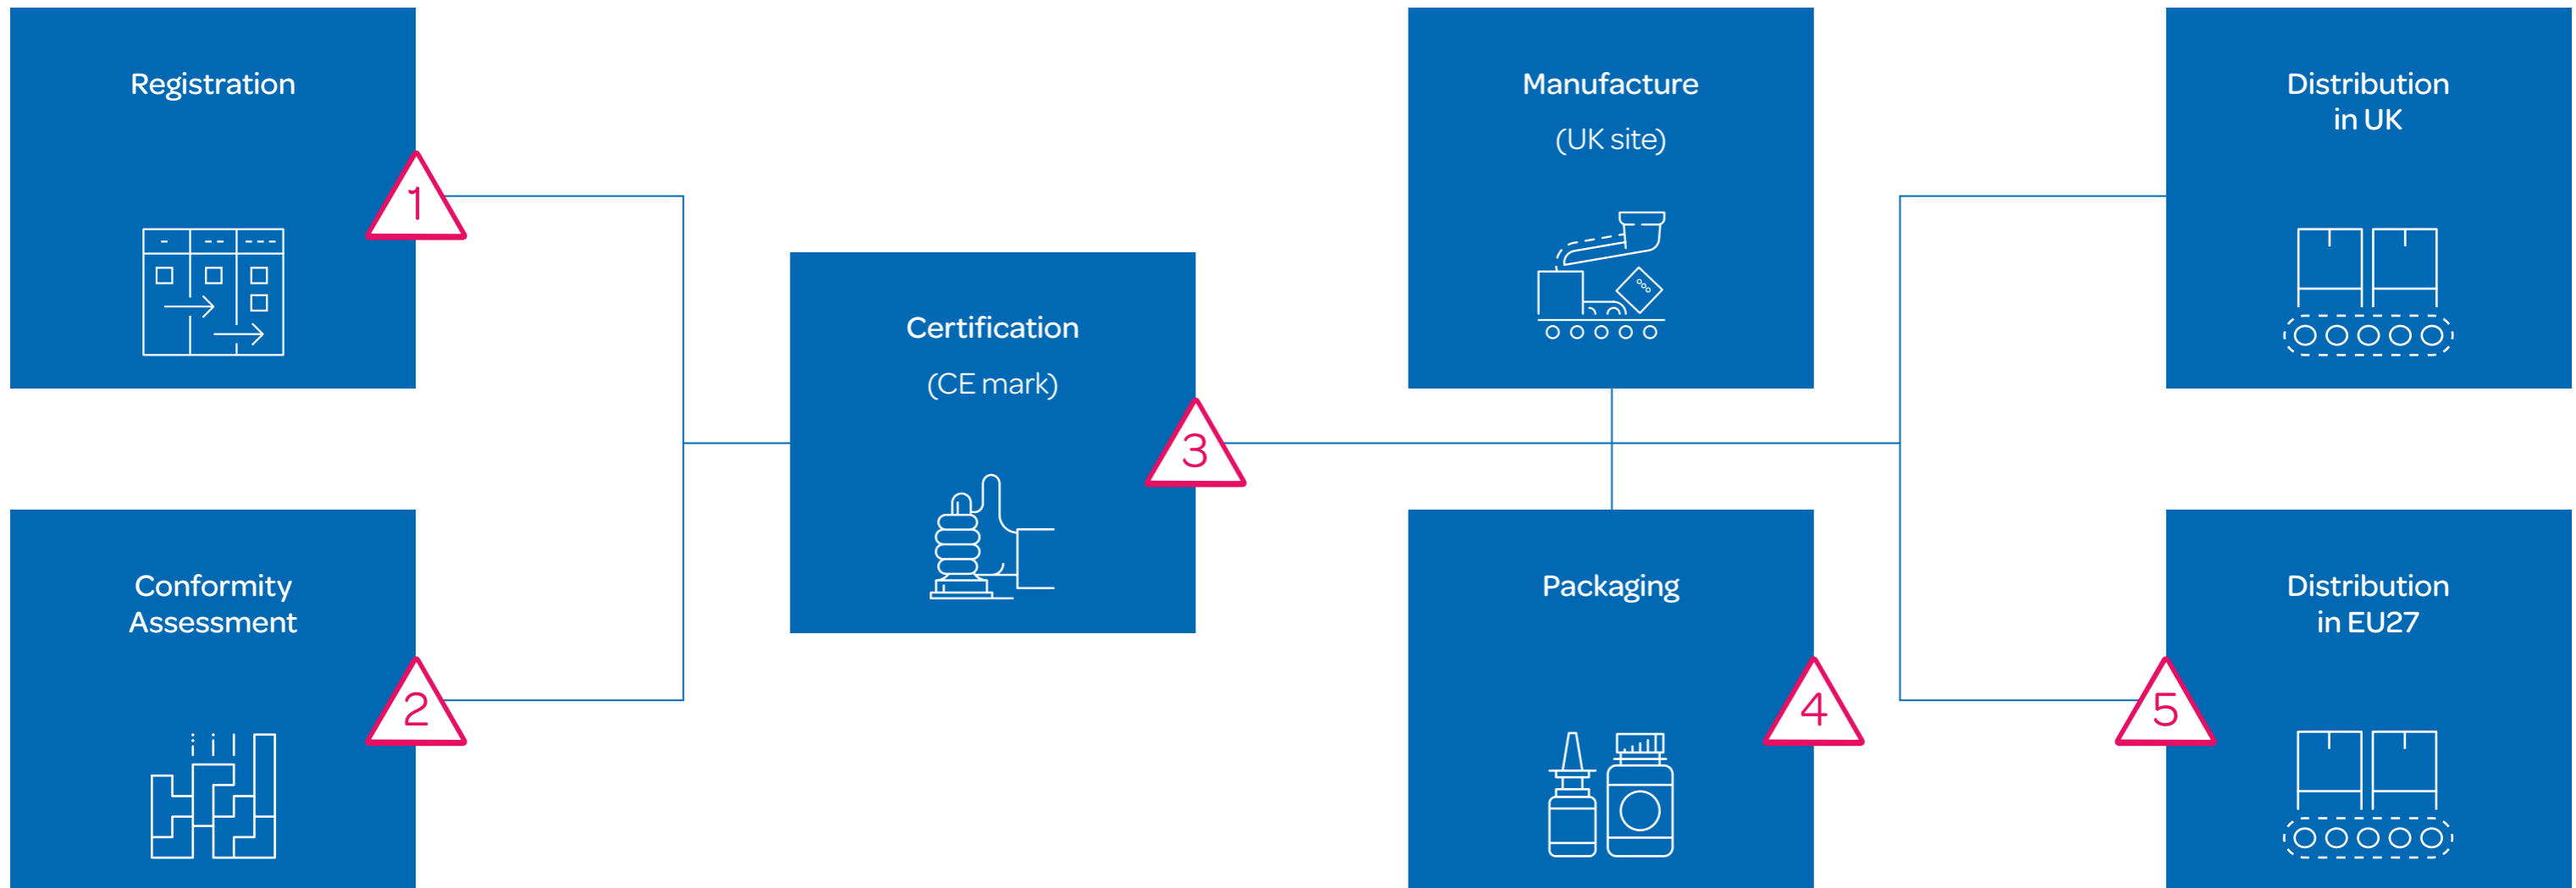 Registration
1
Conformity
Assessment
2
Certification
(CE mark)
3
Manufacture
(UK site)
Packaging
4
Distribution
in UK
Distribution
in EU27
5